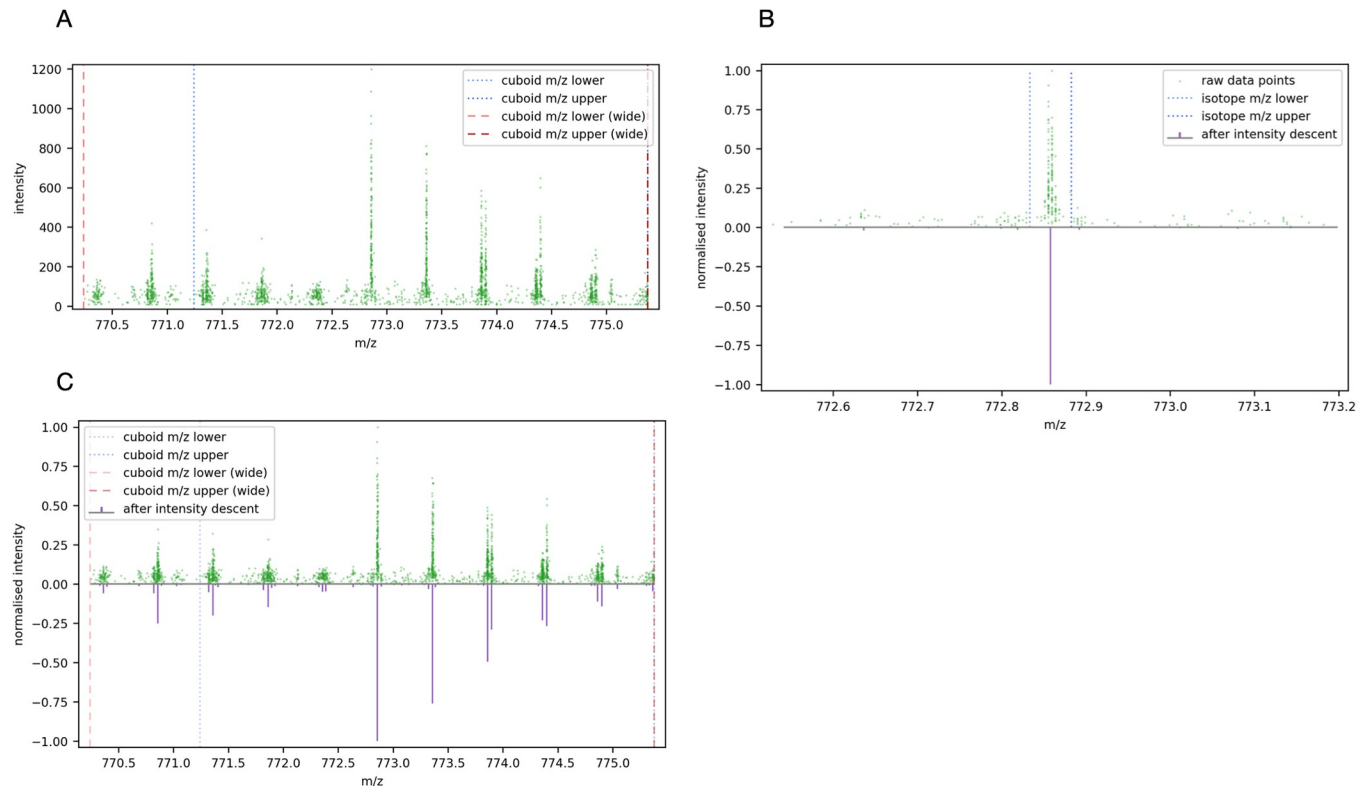 A
1200
1000
800
600
400
200
0
intensity
cuboid m/z lower
cuboid m/z upper
cuboid m/z lower (wide)
cuboid m/z upper (wide)
770.5 771.0 771.5 772.0 772.5 773.0 773.5 774.0 774.5 775.0
m/z
B
1.00
0.75
0.50
0.25
0.00
−0.25
−0.50
−0.75
−1.00
normalised intensity
raw data points
isotope m/z lower
isotope m/z upper
after intensity descent
772.6 772.7 772.8 772.9 773.0 773.1 773.2
m/z
C
1.00
0.75
0.50
0.25
0.00
−0.25
−0.50
−0.75
−1.00
normalised intensity
cuboid m/z lower
cuboid m/z upper
cuboid m/z lower (wide)
cuboid m/z upper (wide)
after intensity descent
770.5 771.0 771.5 772.0 772.5 773.0 773.5 774.0 774.5 775.0
m/z